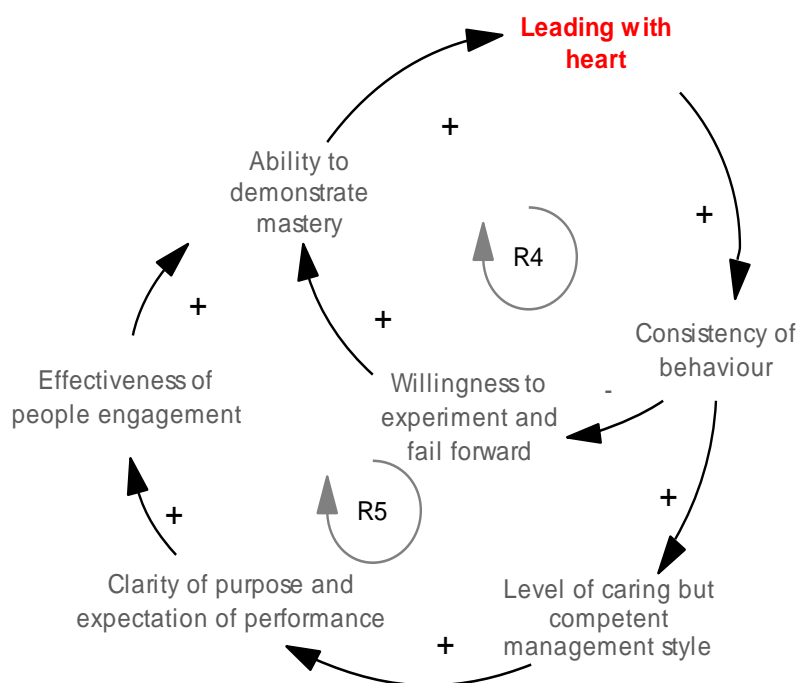 Leading with
heart
+
Ability to
demonstrate
mastery
+
R4
+
+
Consistency of
behaviour
Effectiveness of
people engagement
Willingness to
experiment and
fail forward
-
+
R5
+
Clarity of purpose and
expectation of performance
Level of caring but
competent
management style
+